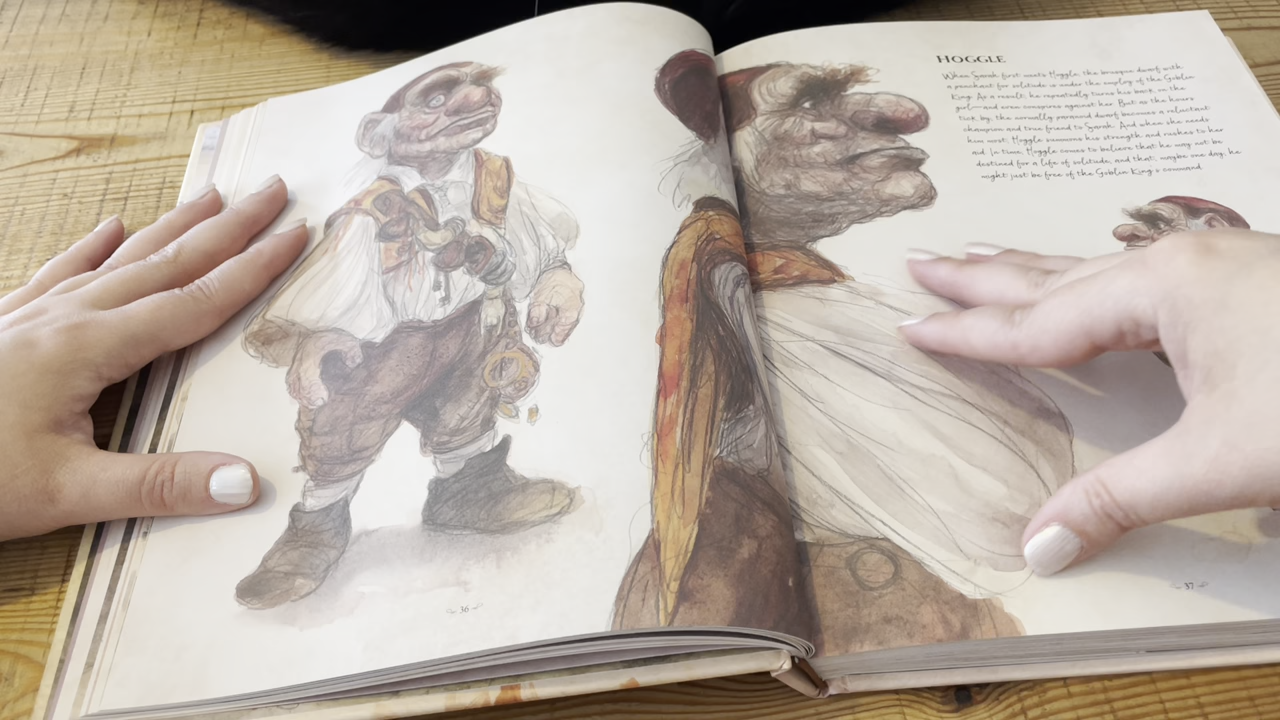 HOGGLE
When Sarah first meets Hoggle, the brusque dwarf with
a penchant for solitude is under the employ of the Goblin
King. As a result, he repeatedly turns his back on the
girl—and even conspires against her. But as the hours
tick by, the normally paranoid dwarf becomes a reluctant
champion and true friend to Sarah. And when she needs
him most, Hoggle summons his strength and rushes to her
aid. In time, Hoggle comes to believe that he may not be
destined for a life of solitude, and that, maybe one day, he
might just be free of the Goblin King's command.
36
37